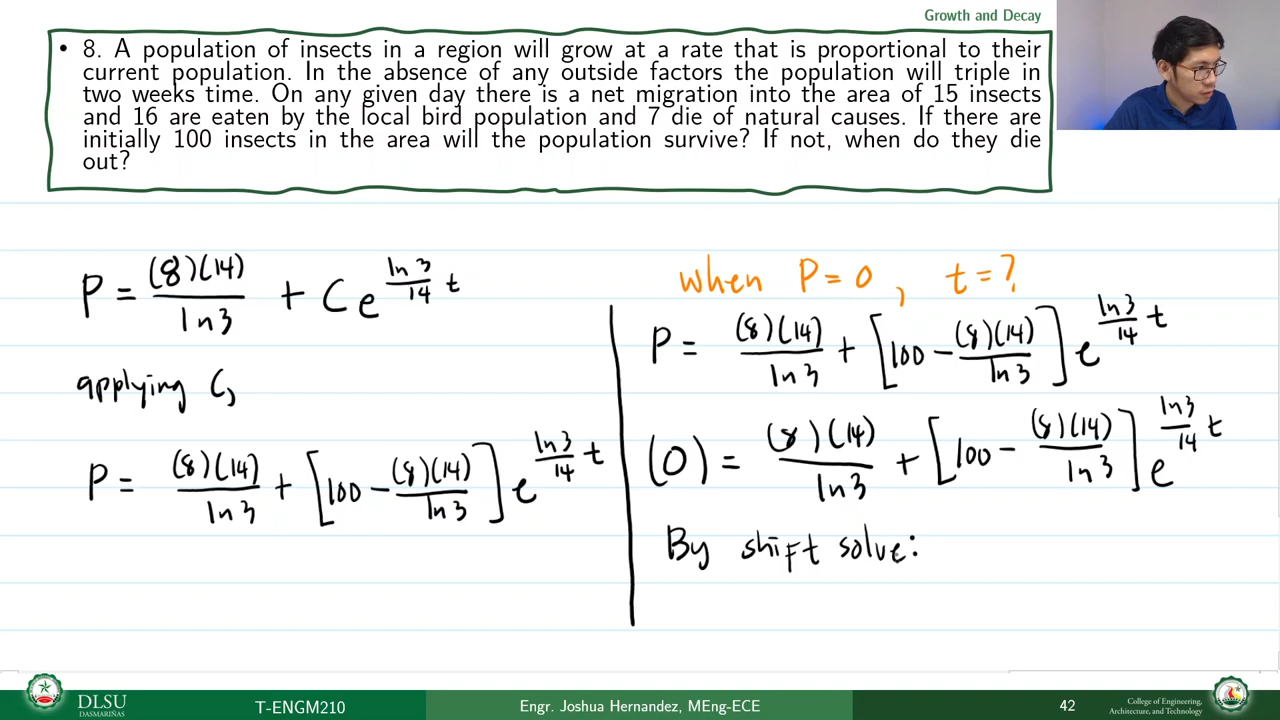 Growth and Decay
• 8. A population of insects in a region will grow at a rate that is proportional to their
current population. In the absence of any outside factors the population will triple in
two weeks time. On any given day there is a net migration into the area of 15 insects
and 16 are eaten by the local bird population and 7 die of natural causes. If there are
initially 100 insects in the area will the population survive? If not, when do they die
out?
P = (8)(14)/ln3 + Ce^(ln3/14 t)
applying C,
P = (8)(14)/ln3 + [100 - (8)(14)/ln3] e^(ln3/14 t)
when P=0, t=?
P = (8)(14)/ln3 + [100 - (8)(14)/ln3] e^(ln3/14 t)
(0) = (8)(14)/ln3 + [100 - (8)(14)/ln3] e^(ln3/14 t)
By shift solve:
DLSU
DASMARIÑAS
T-ENGM210
Engr. Joshua Hernandez, MEng-ECE
42
College of Engineering,
Architecture, and Technology